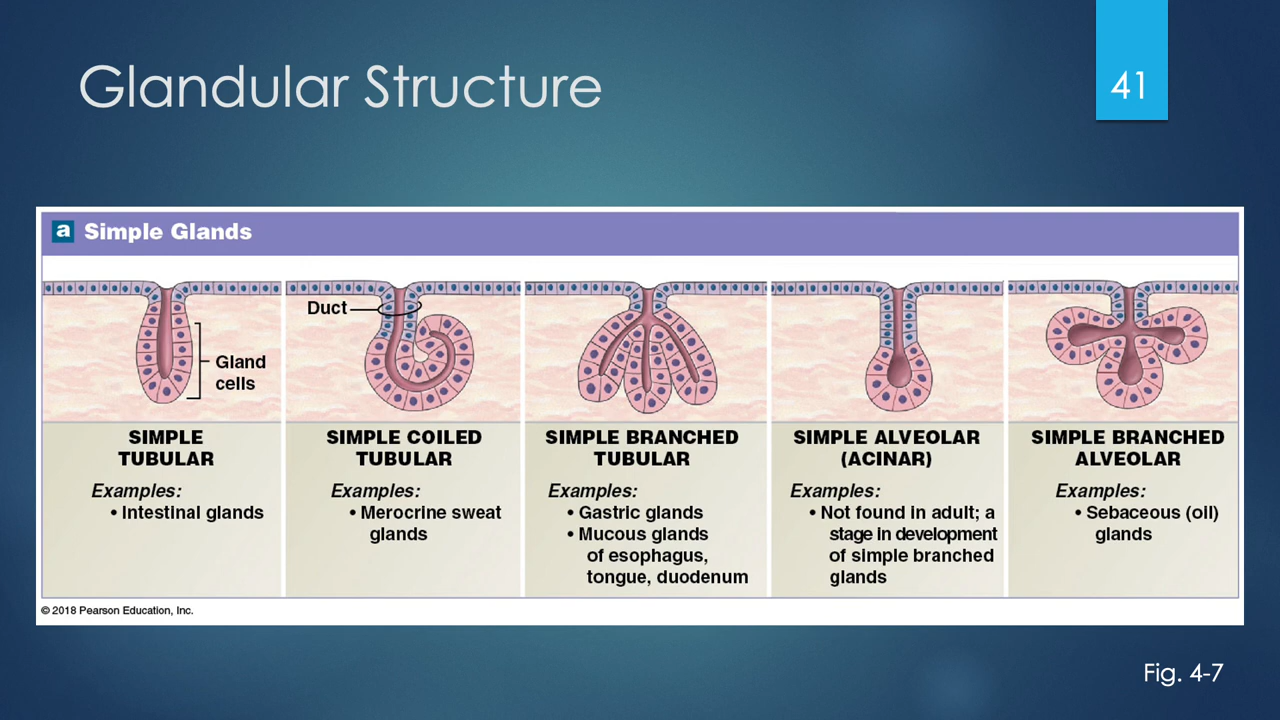 Glandular Structure
41
a Simple Glands
Duct
Gland
cells
SIMPLE
TUBULAR
Examples:
• Intestinal glands
SIMPLE COILED
TUBULAR
Examples:
• Merocrine sweat
glands
SIMPLE BRANCHED
TUBULAR
Examples:
• Gastric glands
• Mucous glands
of esophagus,
tongue, duodenum
SIMPLE ALVEOLAR
(ACINAR)
Examples:
• Not found in adult; a
stage in development
of simple branched
glands
SIMPLE BRANCHED
ALVEOLAR
Examples:
• Sebaceous (oil)
glands
© 2018 Pearson Education, Inc.
Fig. 4-7